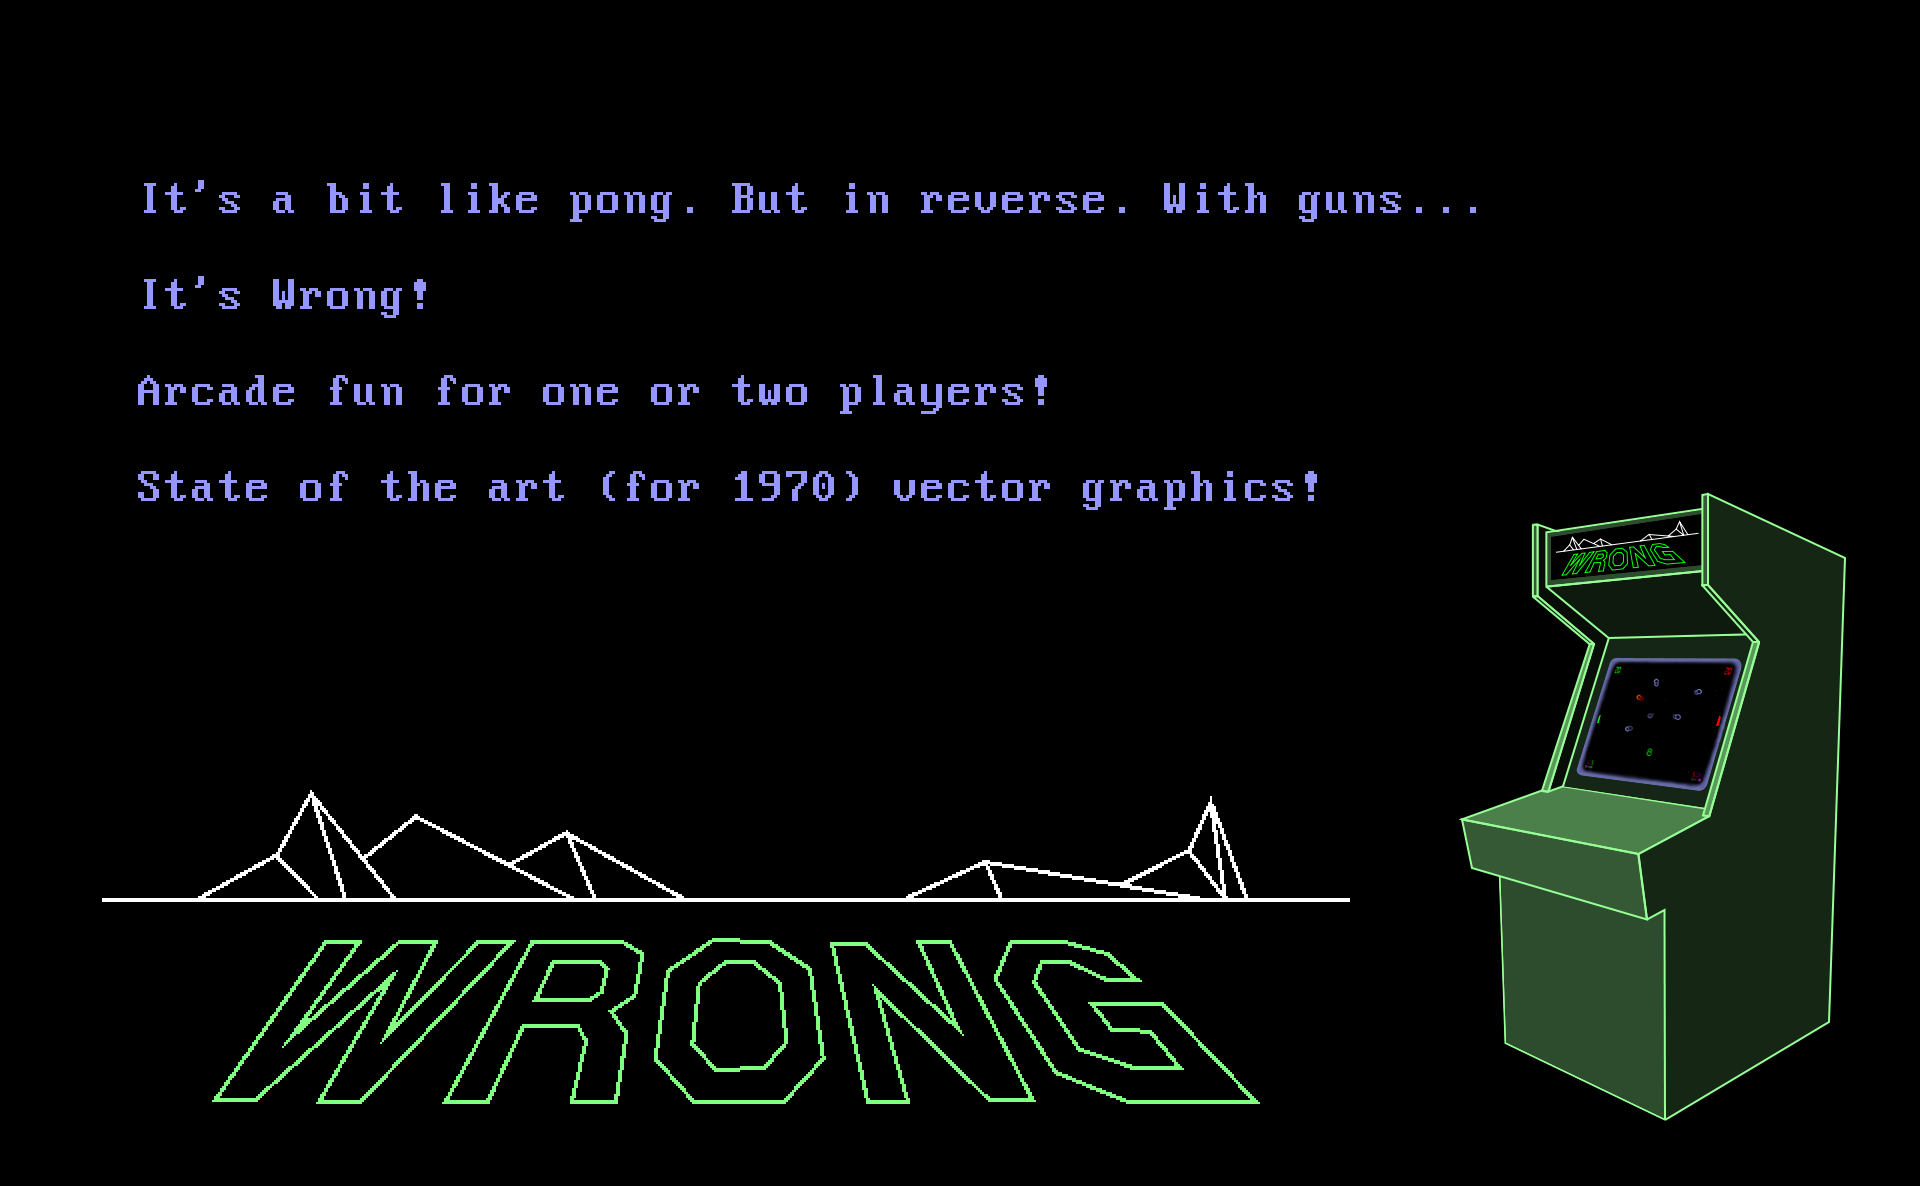 It's a bit like pong. But in reverse. With guns...
It's Wrong!
Arcade fun for one or two players!
State of the art (for 1970) vector graphics!
WRONG
WRONG